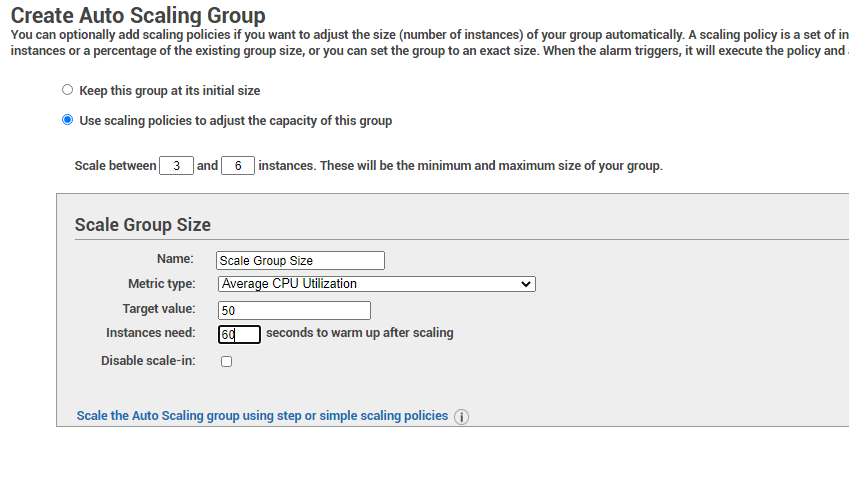 Create Auto Scaling Group
You can optionally add scaling policies if you want to adjust the size (number of instances) of your group automatically. A scaling policy is a set of in
instances or a percentage of the existing group size, or you can set the group to an exact size. When the alarm triggers, it will execute the policy and
Keep this group at its initial size
Use scaling policies to adjust the capacity of this group
Scale between 3 and 6 instances. These will be the minimum and maximum size of your group.
Scale Group Size
Name: Scale Group Size
Metric type: Average CPU Utilization
Target value: 50
Instances need: 60 seconds to warm up after scaling
Disable scale-in:
Scale the Auto Scaling group using step or simple scaling policies i